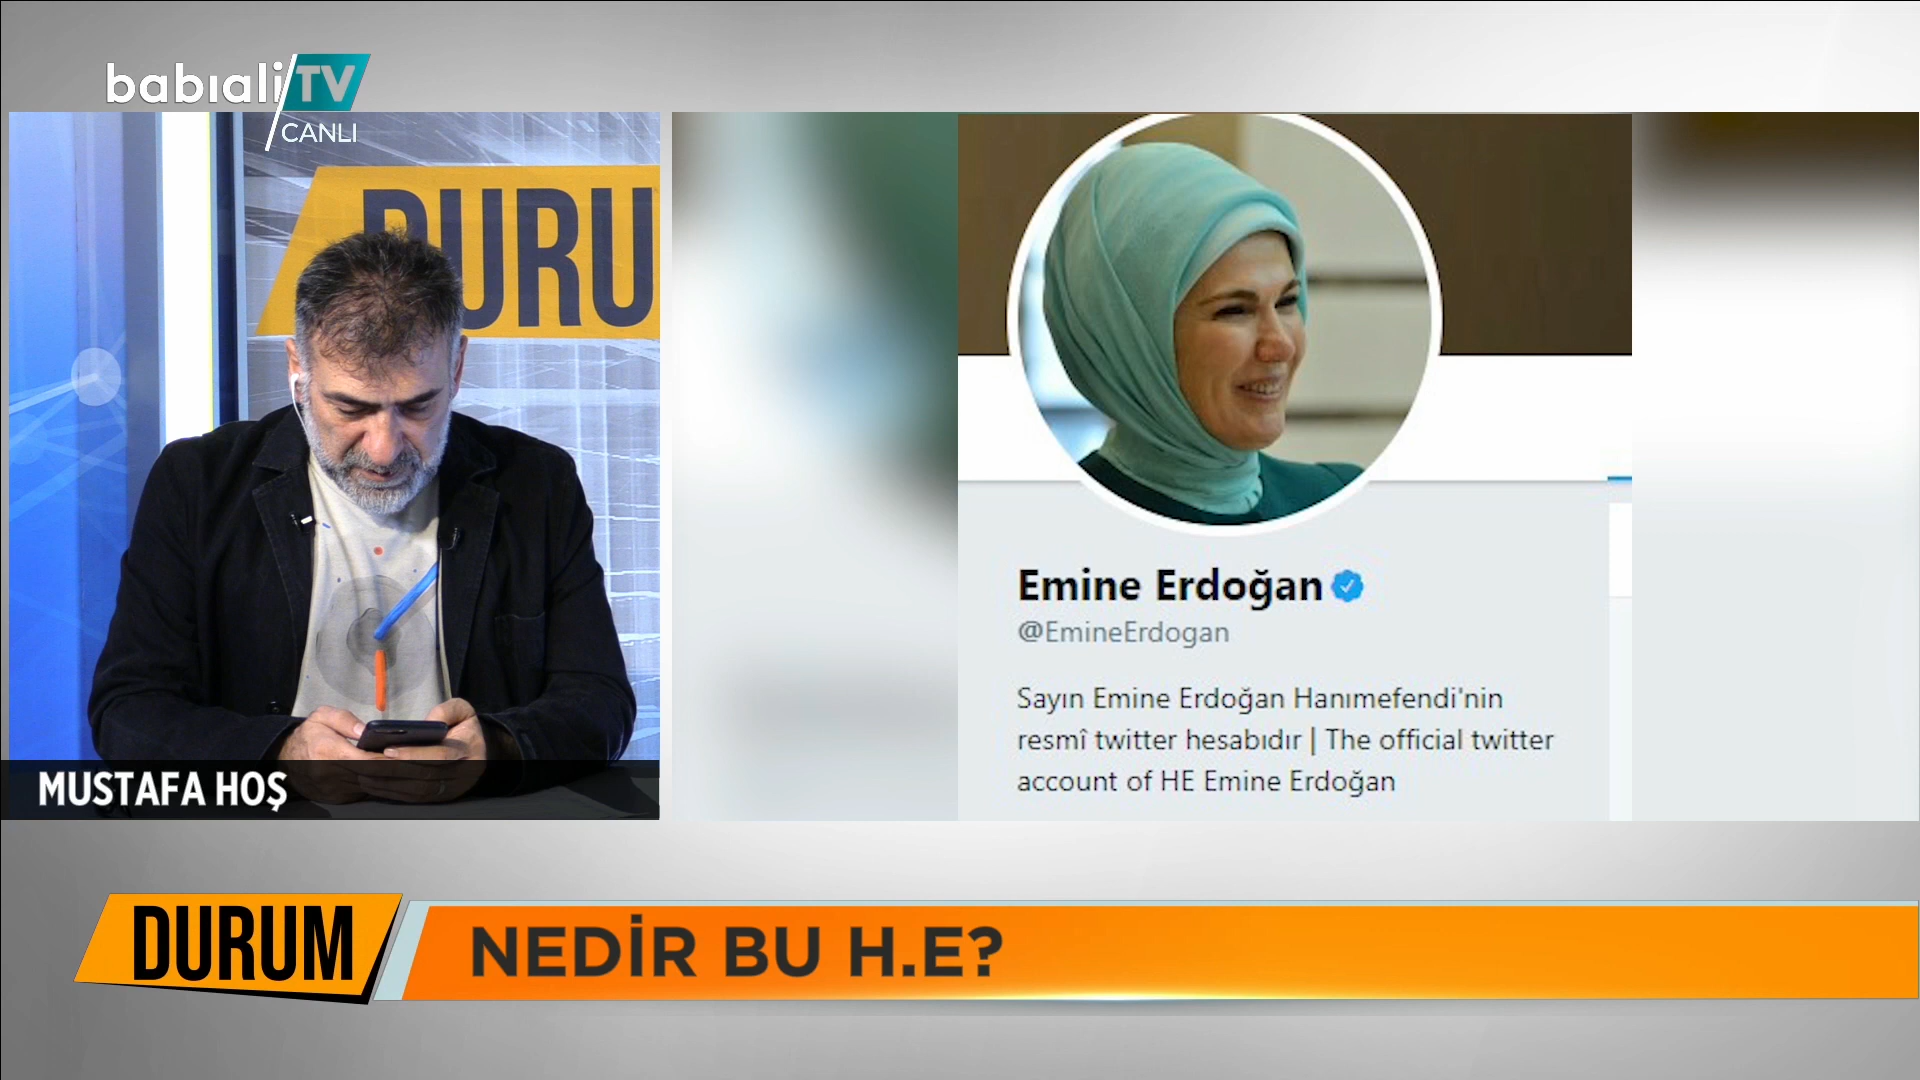 babıali TV
CANLI
DURU
MUSTAFA HOŞ
Emine Erdoğan
@EmineErdogan
Sayın Emine Erdoğan Hanımefendi'nin
resmî twitter hesabıdır | The official twitter
account of HE Emine Erdoğan
DURUM
NEDİR BU H.E?